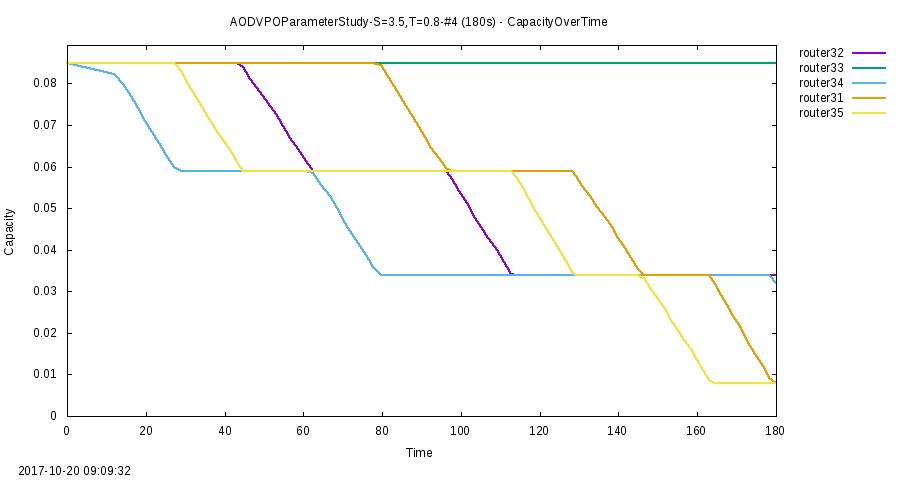 AODVPOParameterStudy-S=3.5,T=0.8-#4 (180s) - CapacityOverTime
router32
router33
router34
router31
router35
0.08
0.07
0.06
0.05
0.04
0.03
0.02
0.01
0
Capacity
0 20 40 60 80 100 120 140 160 180
Time
2017-10-20 09:09:32